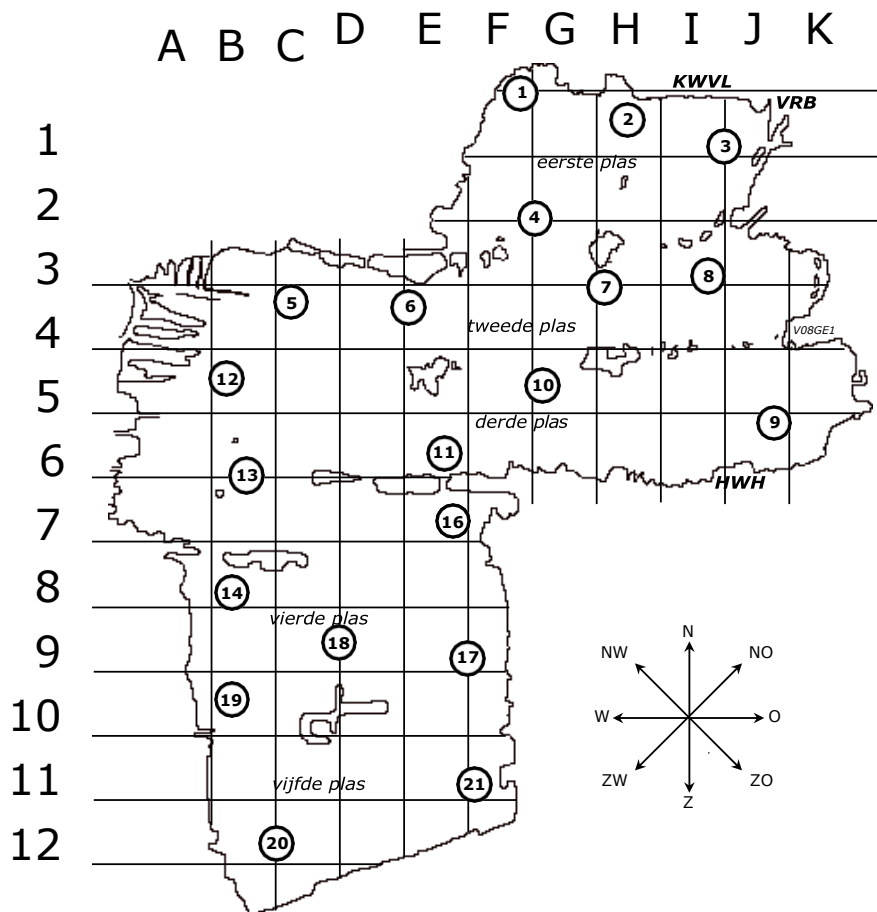 A B C D E F G H I J K
KWVL
1
VRB
2
1
3
eerste plas
2
4
3
8
7
5
6
4
tweede plas
V08GE1
12
10
5
derde plas
9
11
6
13
HWH
16
7
8
14
vierde plas
18
9
17
N
NW NO
19
10
W O
11
vijfde plas
21
ZW ZO
Z
12
20